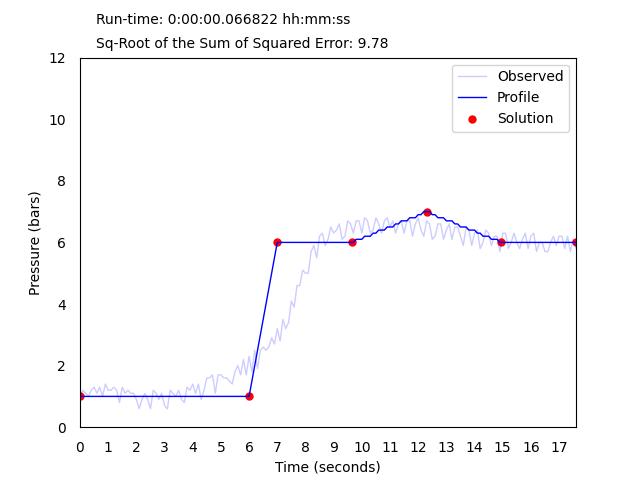 Run-time: 0:00:00.066822 hh:mm:ss
Sq-Root of the Sum of Squared Error: 9.78
Observed
Profile
Solution
12
10
8
6
4
2
0
Pressure (bars)
0 1 2 3 4 5 6 7 8 9 10 11 12 13 14 15 16 17
Time (seconds)